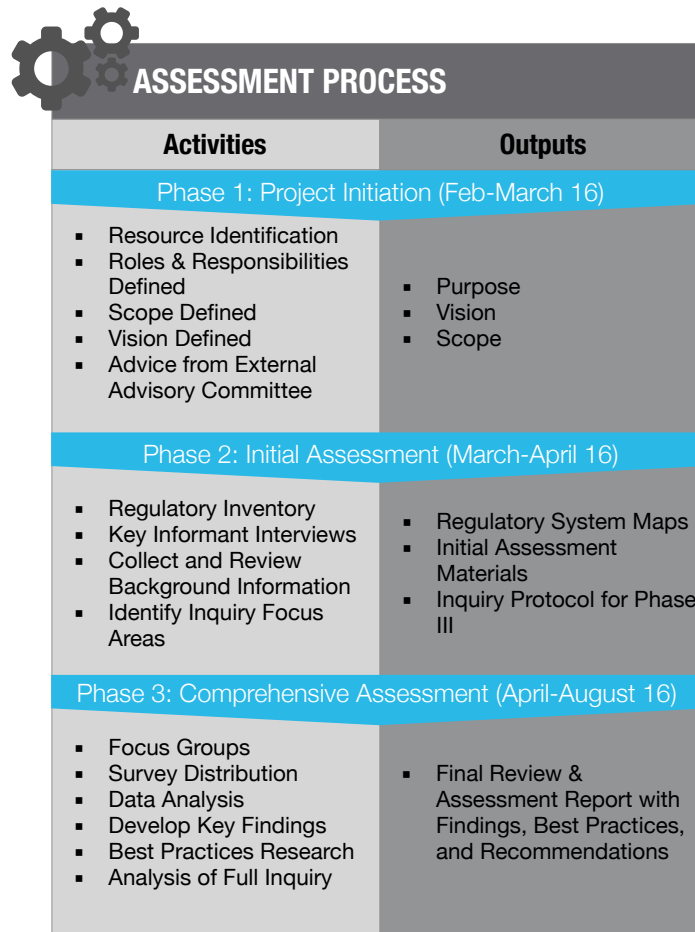 ASSESSMENT PROCESS
Activities
Outputs
Phase 1: Project Initiation (Feb-March 16)
▪ Resource Identification
▪ Roles & Responsibilities
Defined
▪ Scope Defined
▪ Vision Defined
▪ Advice from External
Advisory Committee
▪ Purpose
▪ Vision
▪ Scope
Phase 2: Initial Assessment (March-April 16)
▪ Regulatory Inventory
▪ Key Informant Interviews
▪ Collect and Review
Background Information
▪ Identify Inquiry Focus
Areas
▪ Regulatory System Maps
▪ Initial Assessment
Materials
▪ Inquiry Protocol for Phase
III
Phase 3: Comprehensive Assessment (April-August 16)
▪ Focus Groups
▪ Survey Distribution
▪ Data Analysis
▪ Develop Key Findings
▪ Best Practices Research
▪ Analysis of Full Inquiry
▪ Final Review &
Assessment Report with
Findings, Best Practices,
and Recommendations